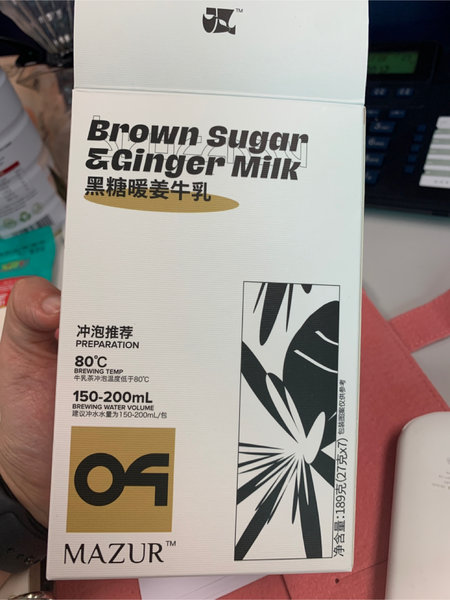 TM
Brown Sugar
&Ginger Milk
黑糖暖姜牛乳
冲泡推荐
PREPARATION
80℃
BREWING TEMP
牛乳茶冲泡温度低于80℃
150-200mL
BREWING WATER VOLUME
建议冲水水量为150-200mL/包
04
MAZUR™
净含量:189克(27克x7)
包装图案仅供参考